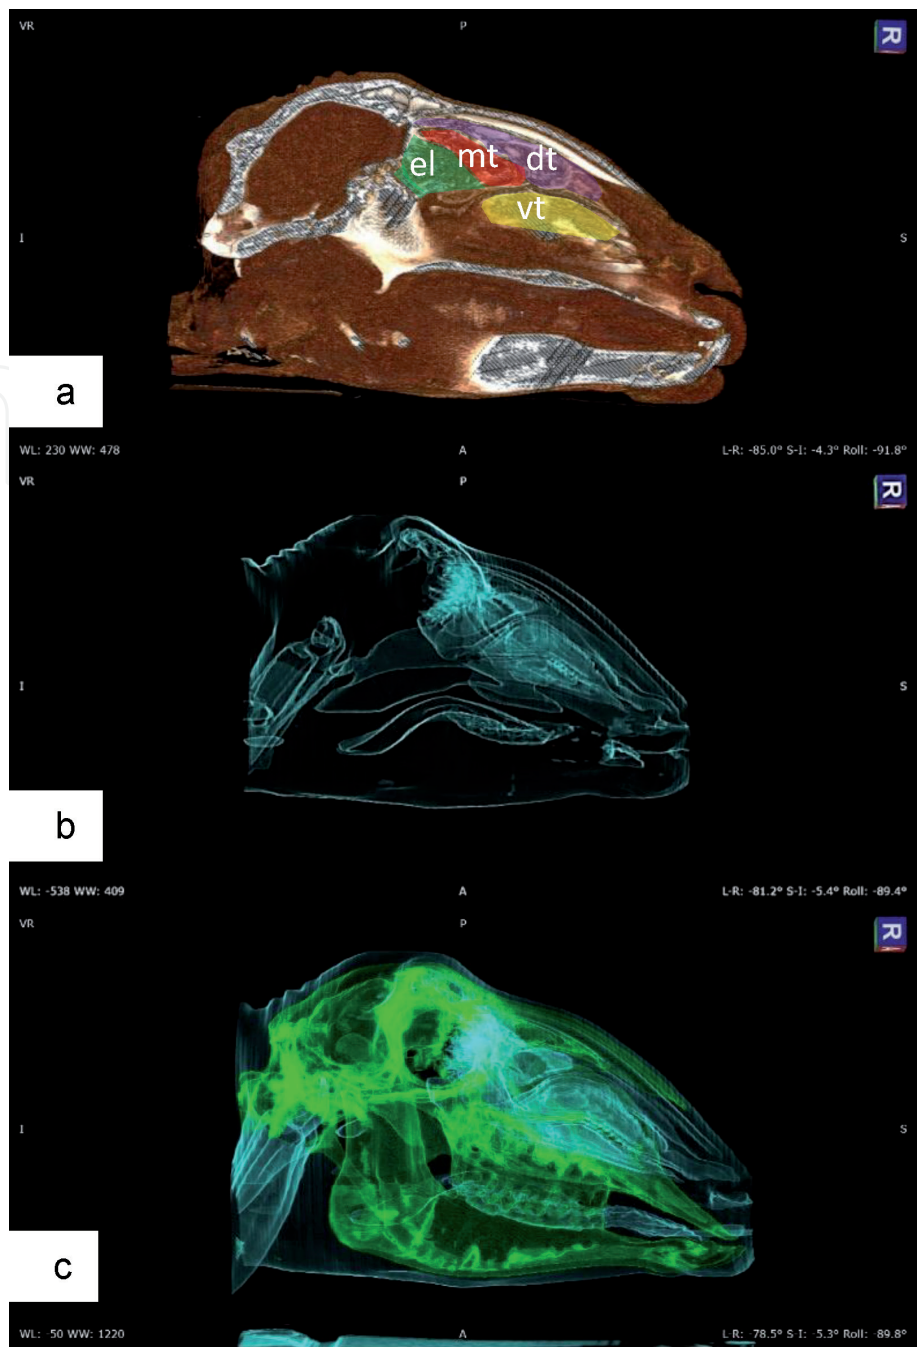 VR P R
el mt dt
vt
I S
a
WL: 230 WW: 478 A L-R: -85.0° S-I: -4.3° Roll: -91.8°
VR P R
I S
b
WL: -538 WW: 409 A L-R: -81.2° S-I: -5.4° Roll: -89.4°
VR P R
I S
c
WL: -50 WW: 1220 A L-R: -78.5° S-I: -5.3° Roll: -89.8°